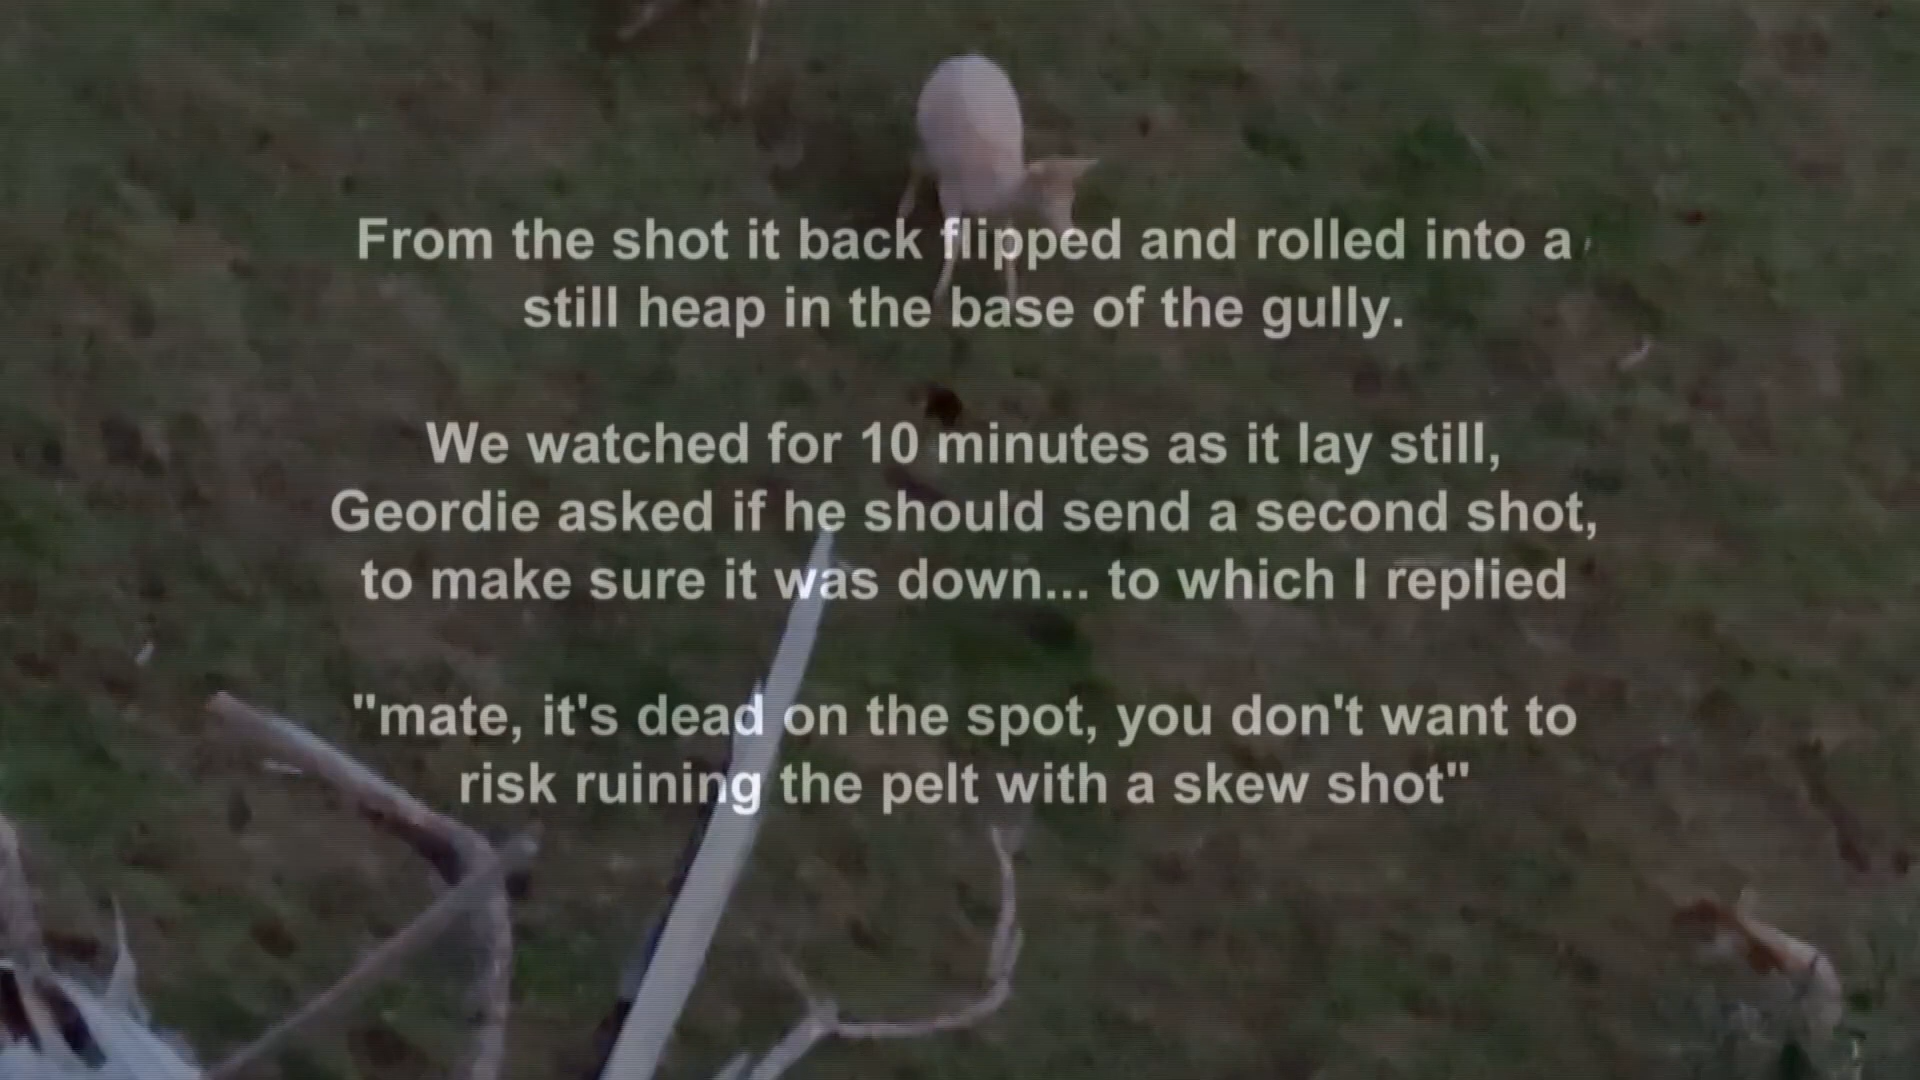 From the shot it back flipped and rolled into a
still heap in the base of the gully.
We watched for 10 minutes as it lay still,
Geordie asked if he should send a second shot,
to make sure it was down... to which I replied
"mate, it's dead on the spot, you don't want to
risk ruining the pelt with a skew shot"